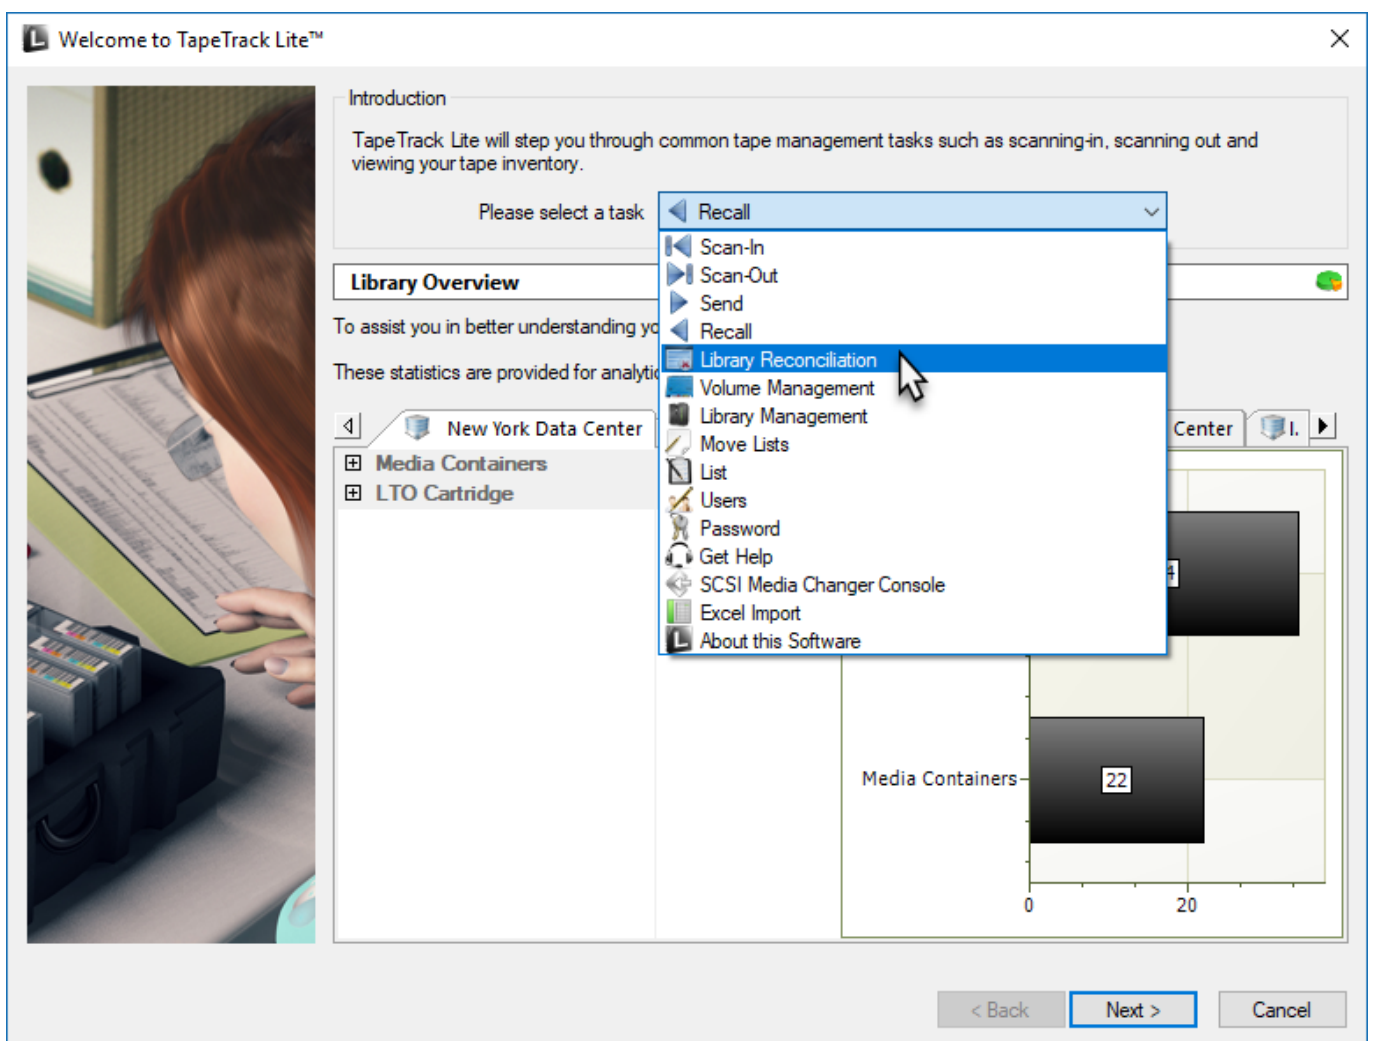 Welcome to TapeTrack Lite™
Introduction
TapeTrack Lite will step you through common tape management tasks such as scanning-in, scanning out and
viewing your tape inventory.
Please select a task
Recall
Scan-In
Scan-Out
Send
Recall
Library Reconciliation
Volume Management
Library Management
Move Lists
List
Users
Password
Get Help
SCSI Media Changer Console
Excel Import
About this Software
Library Overview
To assist you in better understanding
These statistics are provided for
New York Data Center
Center
Media Containers
LTO Cartridge
4
Media Containers
22
0 20
< Back Next > Cancel